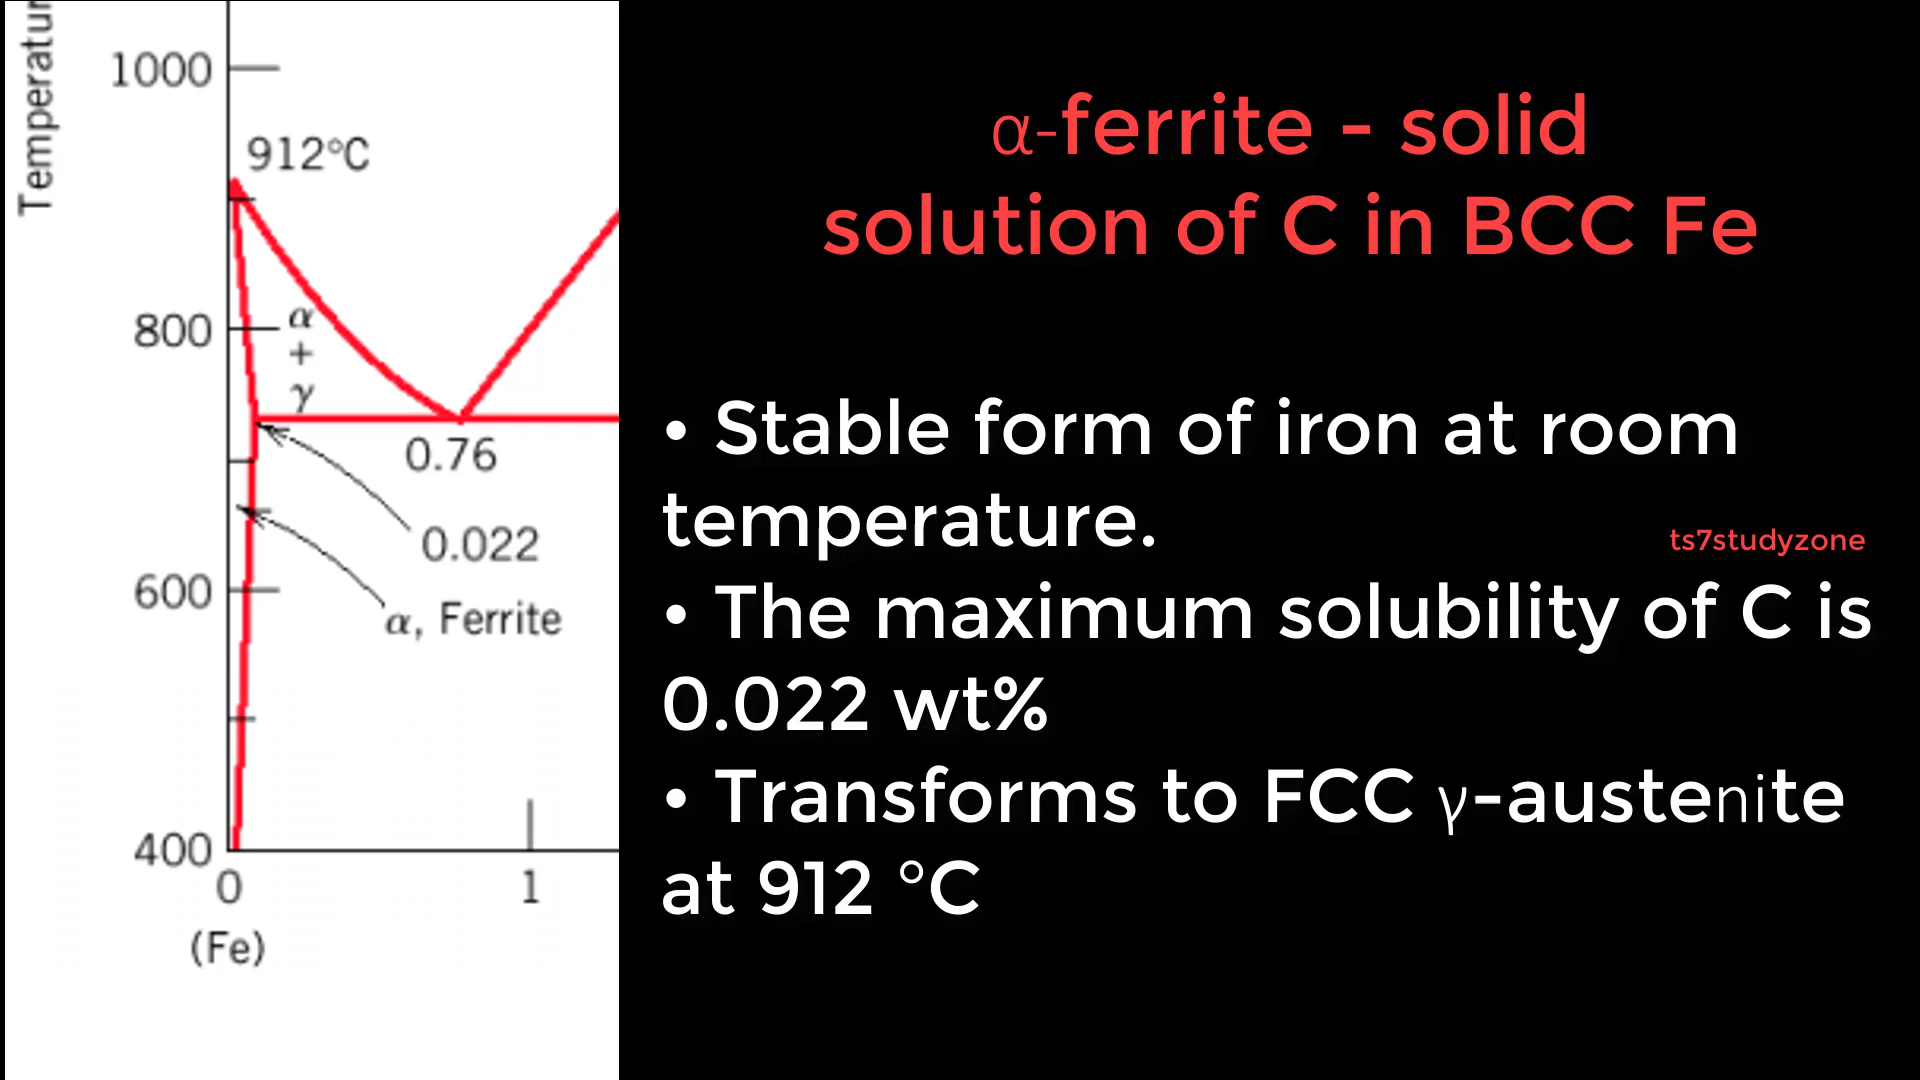 Temperatur
1000
912°C
800
α
+
γ
0.76
0.022
600
α, Ferrite
400
0
1
(Fe)
α-ferrite - solid
solution of C in BCC Fe
• Stable form of iron at room
temperature.
ts7studyzone
• The maximum solubility of C is
0.022 wt%
• Transforms to FCC γ-austenite
at 912 °C